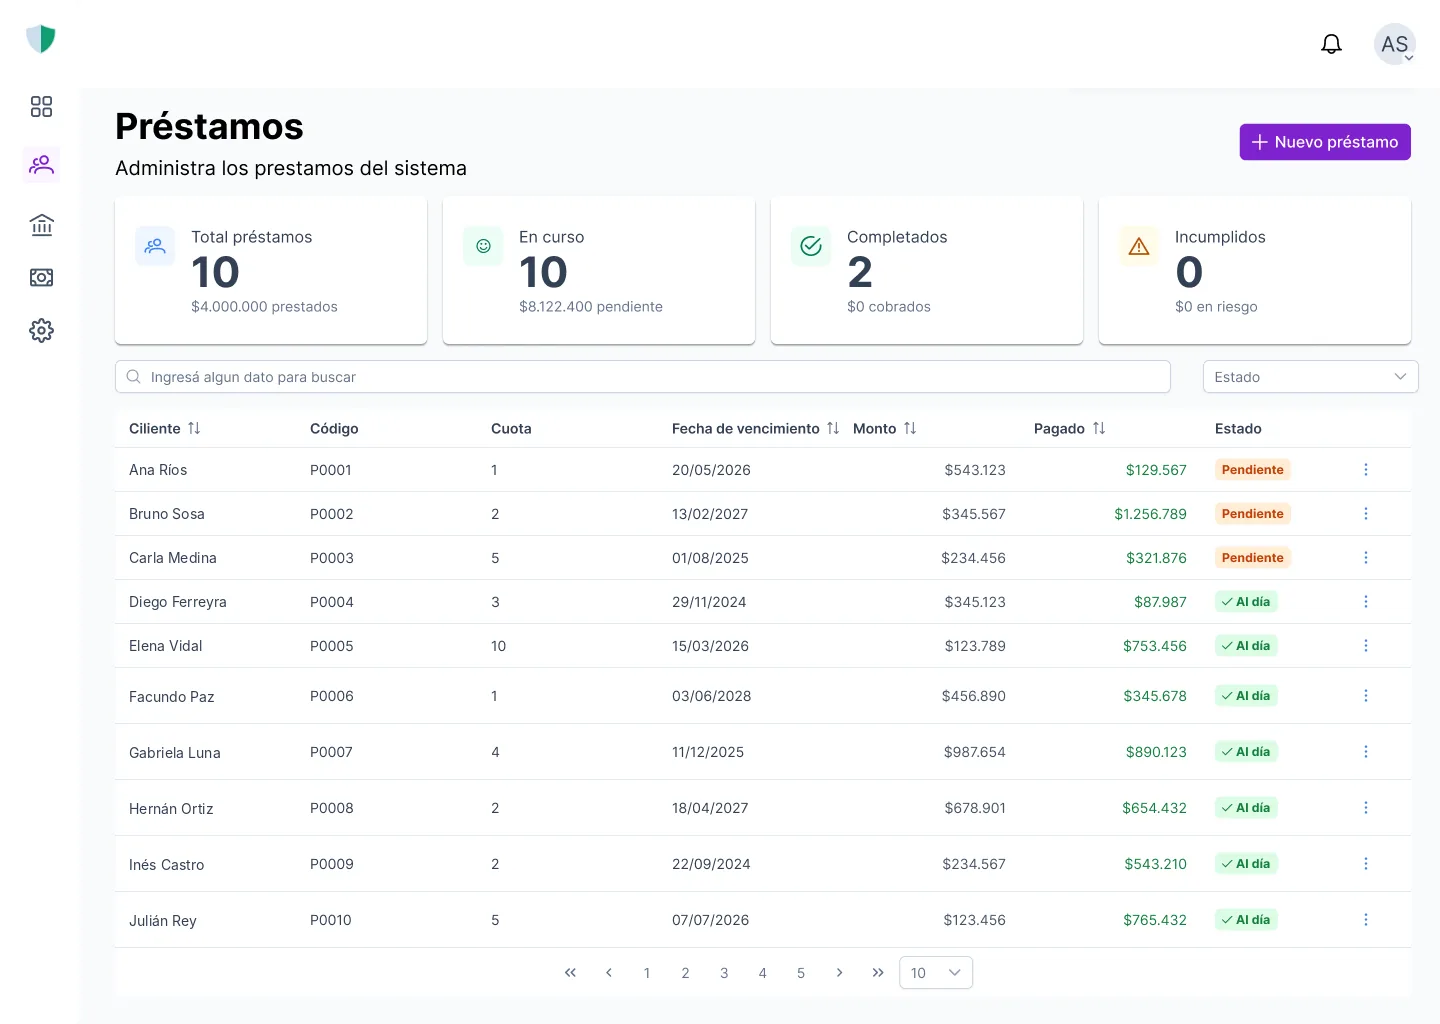 AS
Préstamos
Administra los prestamos del sistema
Nuevo préstamo
Total préstamos
10
$4.000.000 prestados
En curso
10
$8.122.400 pendiente
Completados
2
$0 cobrados
Incumplidos
0
$0 en riesgo
Ingresá algun dato para buscar
Estado
Ciliente Código Cuota Fecha de vencimiento Monto Pagado Estado
Ana Ríos P0001 1 20/05/2026 $543.123 $129.567 Pendiente
Bruno Sosa P0002 2 13/02/2027 $345.567 $1.256.789 Pendiente
Carla Medina P0003 5 01/08/2025 $234.456 $321.876 Pendiente
Diego Ferreyra P0004 3 29/11/2024 $345.123 $87.987 Al día
Elena Vidal P0005 10 15/03/2026 $123.789 $753.456 Al día
Facundo Paz P0006 1 03/06/2028 $456.890 $345.678 Al día
Gabriela Luna P0007 4 11/12/2025 $987.654 $890.123 Al día
Hernán Ortiz P0008 2 18/04/2027 $678.901 $654.432 Al día
Inés Castro P0009 2 22/09/2024 $234.567 $543.210 Al día
Julián Rey P0010 5 07/07/2026 $123.456 $765.432 Al día
1 2 3 4 5 10